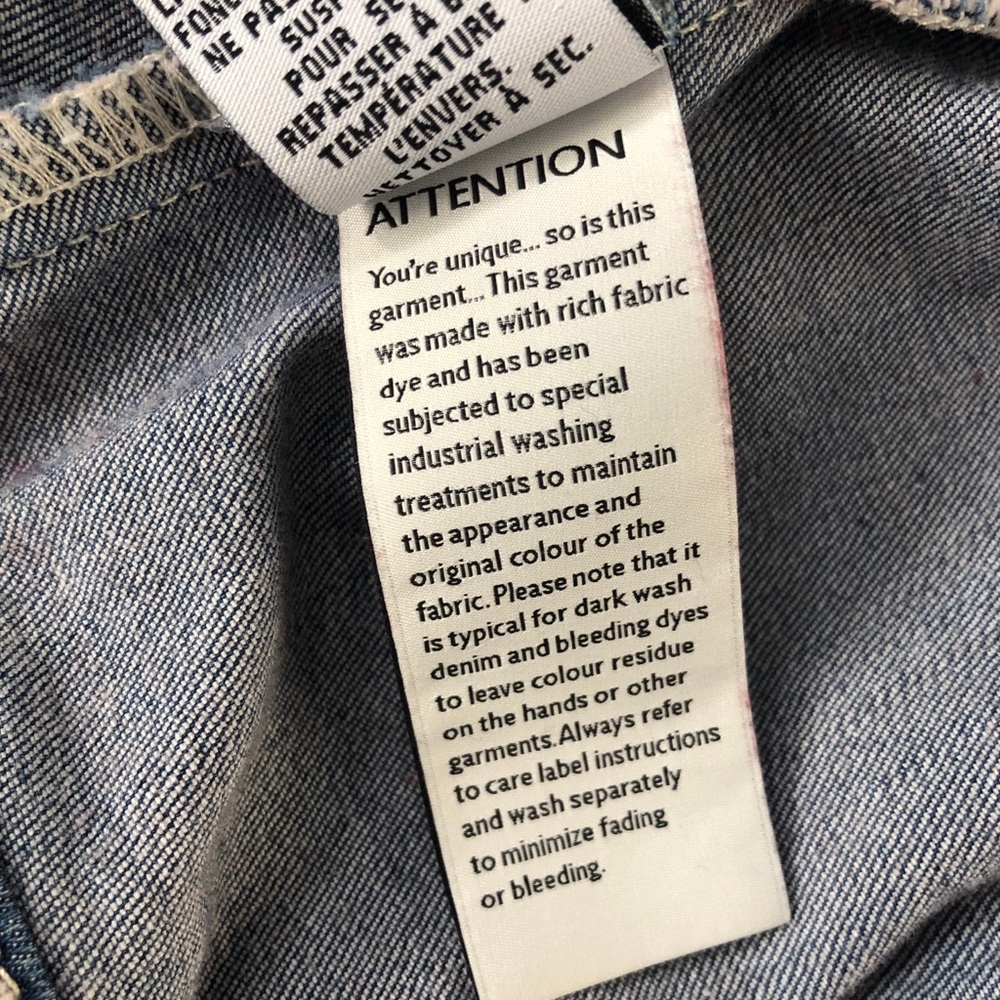 FON
NE PA
SUS
POUR SE
REPASSER À B
TEMPÉRATURE
L'ENVERS.
NETTOYER À SEC.
ATTENTION
You're unique... so is this
garment... This garment
was made with rich fabric
dye and has been
subjected to special
industrial washing
treatments to maintain
the appearance and
original colour of the
fabric. Please note that it
is typical for dark wash
denim and bleeding dyes
to leave colour residue
on the hands or other
garments. Always refer
to care label instructions
and wash separately
to minimize fading
or bleeding.